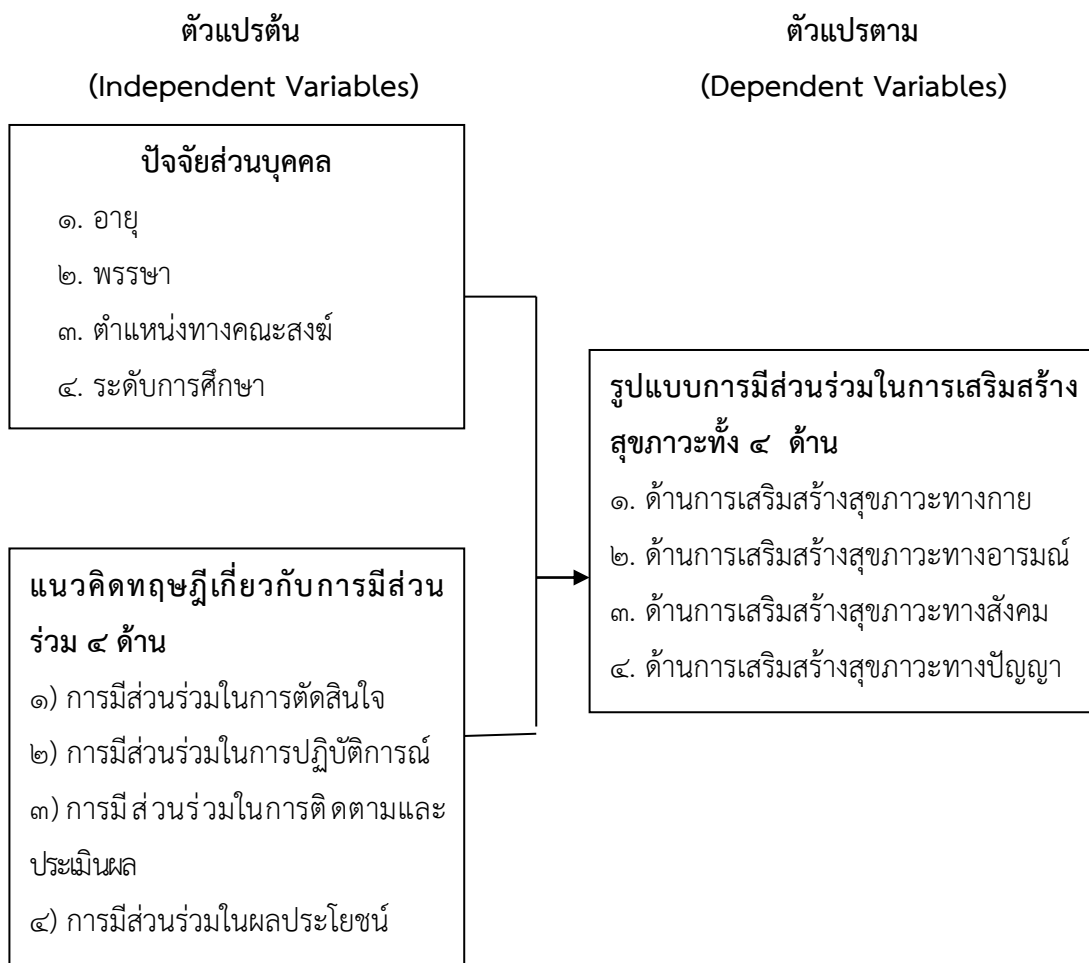 ตัวแปรต้น
(Independent Variables)
ปัจจัยส่วนบุคคล
๑. อายุ
๒. พรรษา
๓. ตำแหน่งทางคณะสงฆ์
๔. ระดับการศึกษา
แนวคิดทฤษฎีเกี่ยวกับการมีส่วน
ร่วม ๔ ด้าน
๑) การมีส่วนร่วมในการตัดสินใจ
๒) การมีส่วนร่วมในการปฏิบัติการณ์
๓) การมีส่วนร่วมในการติดตามและ
ประเมินผล
๔) การมีส่วนร่วมในผลประโยชน์
ตัวแปรตาม
(Dependent Variables)
รูปแบบการมีส่วนร่วมในการเสริมสร้าง
สุขภาวะทั้ง ๔ ด้าน
๑. ด้านการเสริมสร้างสุขภาวะทางกาย
๒. ด้านการเสริมสร้างสุขภาวะทางอารมณ์
๓. ด้านการเสริมสร้างสุขภาวะทางสังคม
๔. ด้านการเสริมสร้างสุขภาวะทางปัญญา